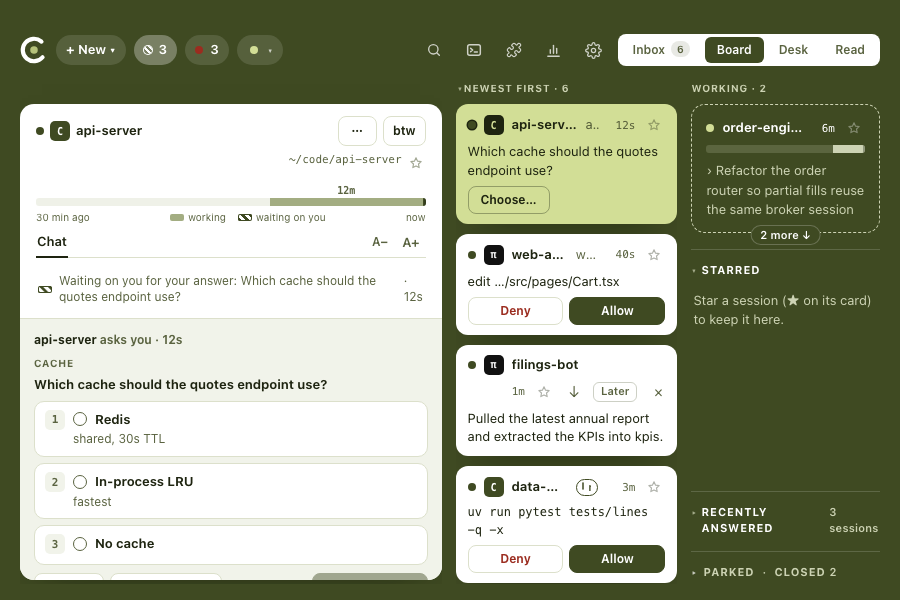 + New ▾
3
3
Inbox 6
Board
Desk
Read
NEWEST FIRST · 6
WORKING · 2
C api-server
···
btw
~/code/api-server
12m
30 min ago
working
waiting on you
now
Chat
A−
A+
Waiting on you for your answer: Which cache should the
quotes endpoint use?
· 12s
api-server asks you · 12s
CACHE
Which cache should the quotes endpoint use?
1 Redis
shared, 30s TTL
2 In-process LRU
fastest
3 No cache
C api-serv... a.. 12s
Which cache should the quotes
endpoint use?
Choose...
π web-a... w... 40s
edit .../src/pages/Cart.tsx
Deny
Allow
π filings-bot
1m
Later
×
Pulled the latest annual report
and extracted the KPIs into kpis.
C data-... 3m
uv run pytest tests/lines
-q -x
Deny
Allow
order-engi... 6m
› Refactor the order
router so partial fills reuse
the same broker session
2 more ↓
STARRED
Star a session (★ on its card)
to keep it here.
RECENTLY
ANSWERED
3
sessions
PARKED · CLOSED 2